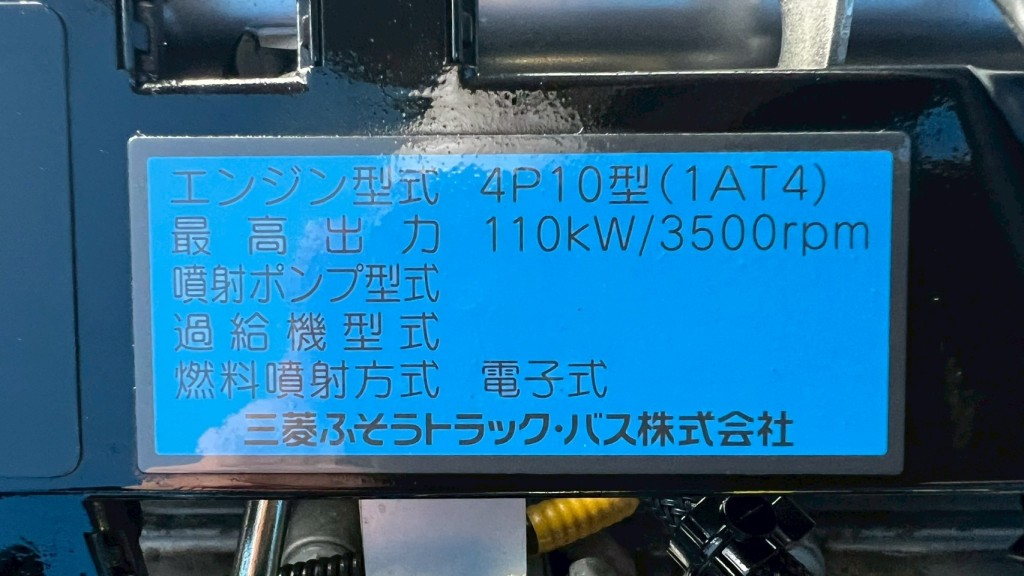 エンジン型式 4P10型(1AT4)
最高出力 110kW/3500rpm
噴射ポンプ型式
過給機型式
燃料噴射方式 電子式
三菱ふそうトラック・バス株式会社